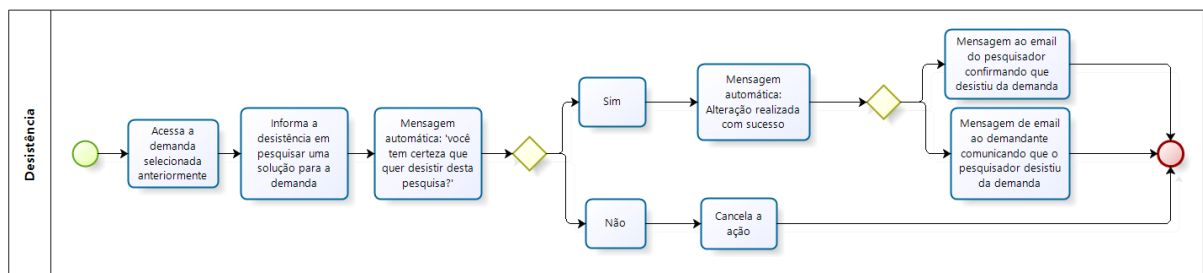 Desistência
Acessa a
demanda
selecionada
anteriormente
Informa a
desistência em
pesquisar uma
solução para a
demanda
Mensagem
automática: 'você
tem certeza que
quer desistir desta
pesquisa?'
Sim
Mensagem
automática:
Alteração realizada
com sucesso
Mensagem ao email
do pesquisador
confirmando que
desistiu da demanda
Mensagem de email
ao demandante
comunicando que o
pesquisador desistiu
da demanda
Não
Cancela a
ação